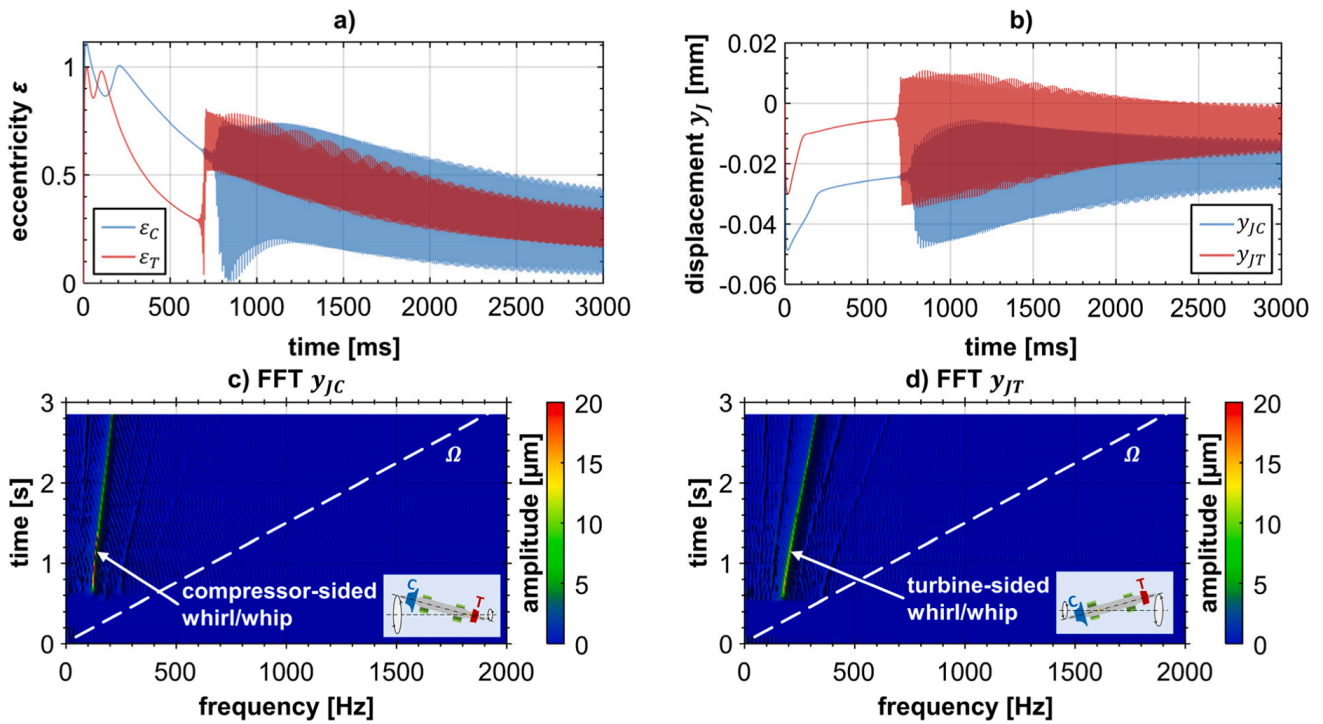 a)
eccentricity ε
1
0.5
0
ε_C
ε_T
0 500 1000 1500 2000 2500 3000
time [ms]
b)
displacement y_J [mm]
0.02
0
-0.02
-0.04
-0.06
y_JC
y_JT
0 500 1000 1500 2000 2500 3000
time [ms]
c) FFT y_JC
time [s]
3
2
1
0
Ω
compressor-sided
whirl/whip
C
T
0 500 1000 1500 2000
frequency [Hz]
amplitude [μm]
20
15
10
5
0
d) FFT y_JT
time [s]
3
2
1
0
Ω
turbine-sided
whirl/whip
C
T
0 500 1000 1500 2000
frequency [Hz]
amplitude [μm]
20
15
10
5
0